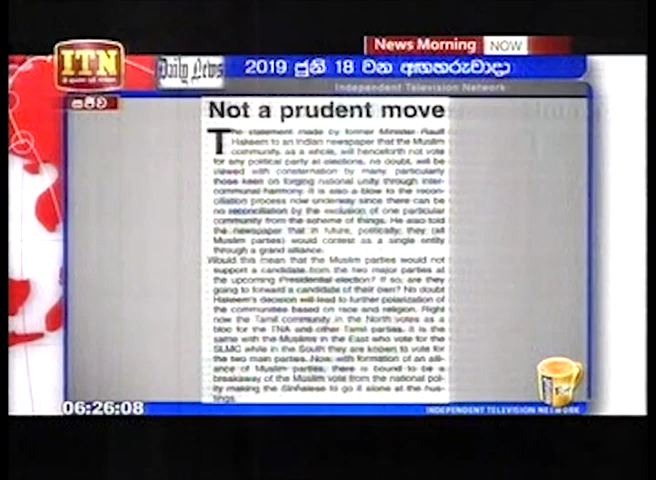 News Morning NOW
ITN
Daily News
2019 ජුනි 18 වන අඟහරුවාදා
Independent Television Network
සජීව
Not a prudent move
The statement made by former Minister Rauff
Hakeem to an Indian newspaper that the Muslim
community, as a whole, will henceforth not vote
for any political party at elections, no doubt, will be
viewed with consternation by many, particularly
those keen on forging national unity through inter-
communal harmony. It is also a blow to the recon-
ciliation process now underway since there can be
no reconciliation by the exclusion of one particular
community from the scheme of things. He also told
the newspaper that in future, politically, they (all
Muslim parties) would contest as a single entity
through a grand alliance.
Would this mean that the Muslim parties would not
support a candidate from the two major parties at
the upcoming Presidential election? If so, are they
going to forward a candidate of their own? No doubt
Hakeem's decision will lead to further polarization of
the communities based on race and religion. Right
now the Tamil community in the North votes as a
bloc for the TNA and other Tamil parties. It is the
same with the Muslims in the East who vote for the
SLMC while in the South they are known to vote for
the two main parties. Now, with formation of an alli-
ance of Muslim parties, there is bound to be a
breakaway of the Muslim vote from the national pol-
ity making the Sinhalese to go it alone at the hus-
tings.
06:26:08
INDEPENDENT TELEVISION NETWORK